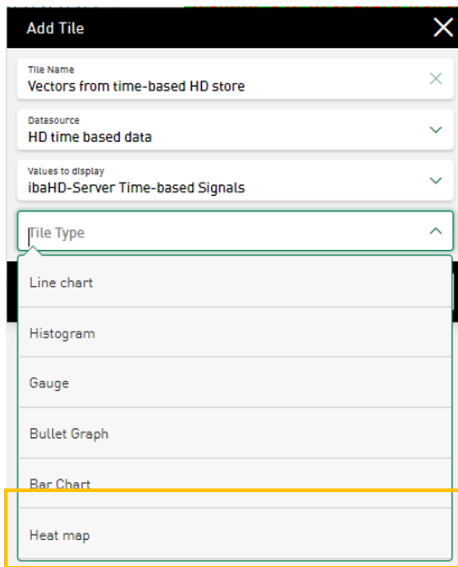 Add Tile
Tile Name
Vectors from time-based HD store
Datasource
HD time based data
Values to display
ibaHD-Server Time-based Signals
Tile Type
Line chart
Histogram
Gauge
Bullet Graph
Bar Chart
Heat map